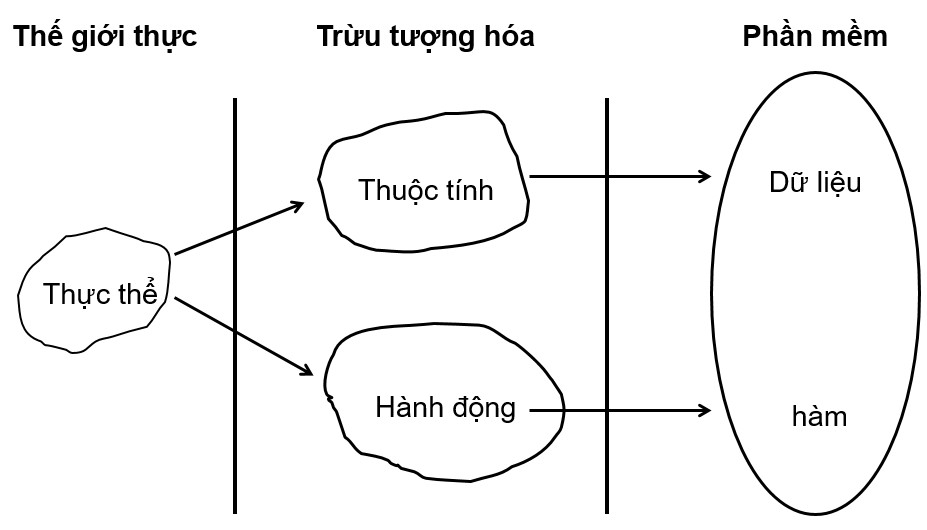 Thế giới thực
Trừu tượng hóa
Phần mềm
Thuộc tính
Dữ liệu
Thực thể
Hành động
hàm